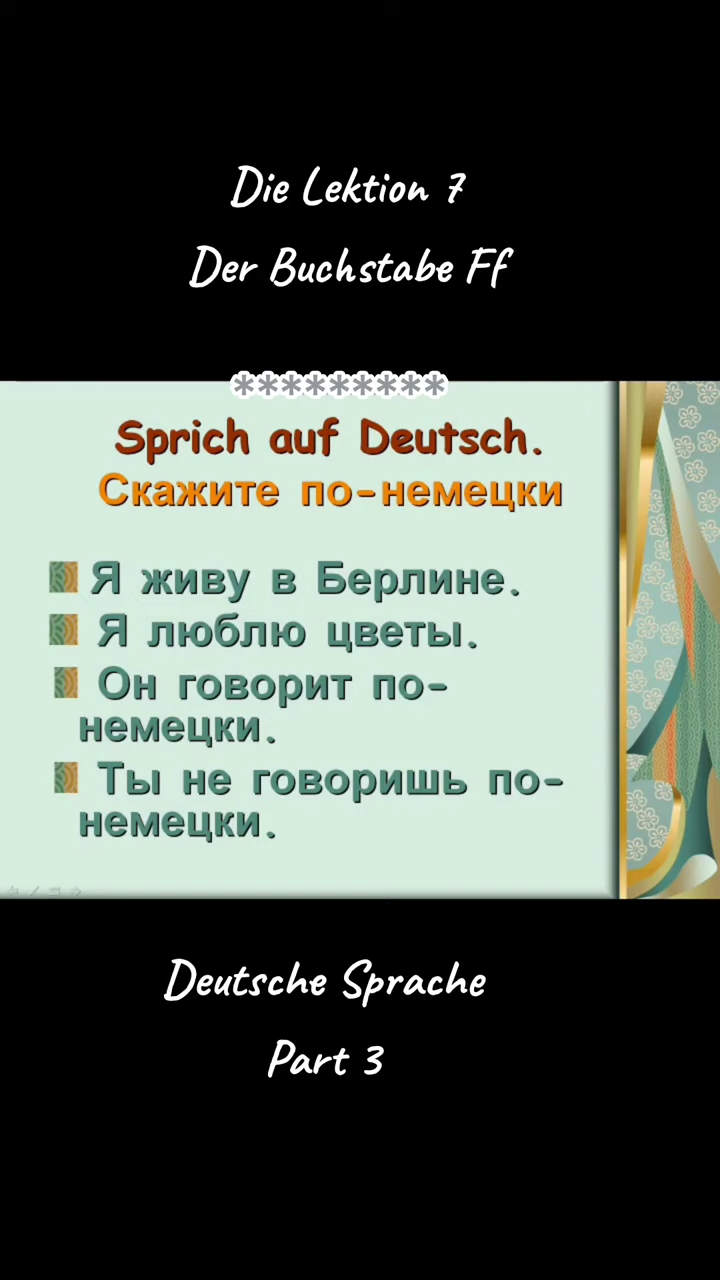 Die Lektion 7
Der Buchstabe Ff
*********
Sprich auf Deutsch.
Скажите по-немецки
Я живу в Берлине.
Я люблю цветы.
Он говорит по-
немецки.
Ты не говоришь по-
немецки.
Deutsche Sprache
Part 3